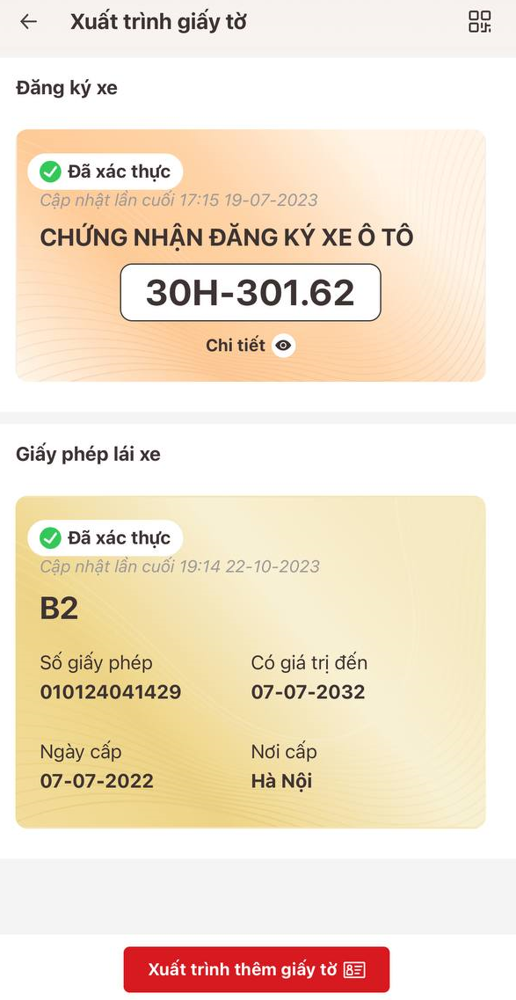 Xuất trình giấy tờ
Đăng ký xe
Đã xác thực
Cập nhật lần cuối 17:15 19-07-2023
CHỨNG NHẬN ĐĂNG KÝ XE Ô TÔ
30H-301.62
Chi tiết
Giấy phép lái xe
Đã xác thực
Cập nhật lần cuối 19:14 22-10-2023
B2
Số giấy phép
Có giá trị đến
010124041429
07-07-2032
Ngày cấp
Nơi cấp
07-07-2022
Hà Nội
Xuất trình thêm giấy tờ